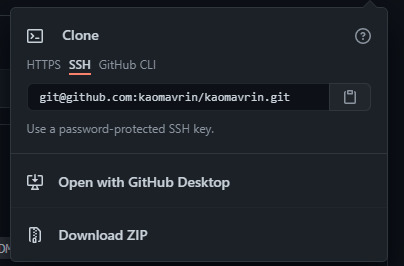 Clone
HTTPS SSH GitHub CLI
git@github.com:kaomavrin/kaomavrin.git
Use a password-protected SSH key.
Open with GitHub Desktop
Download ZIP